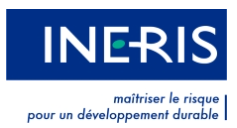 INERIS
maîtriser le risque
pour un développement durable